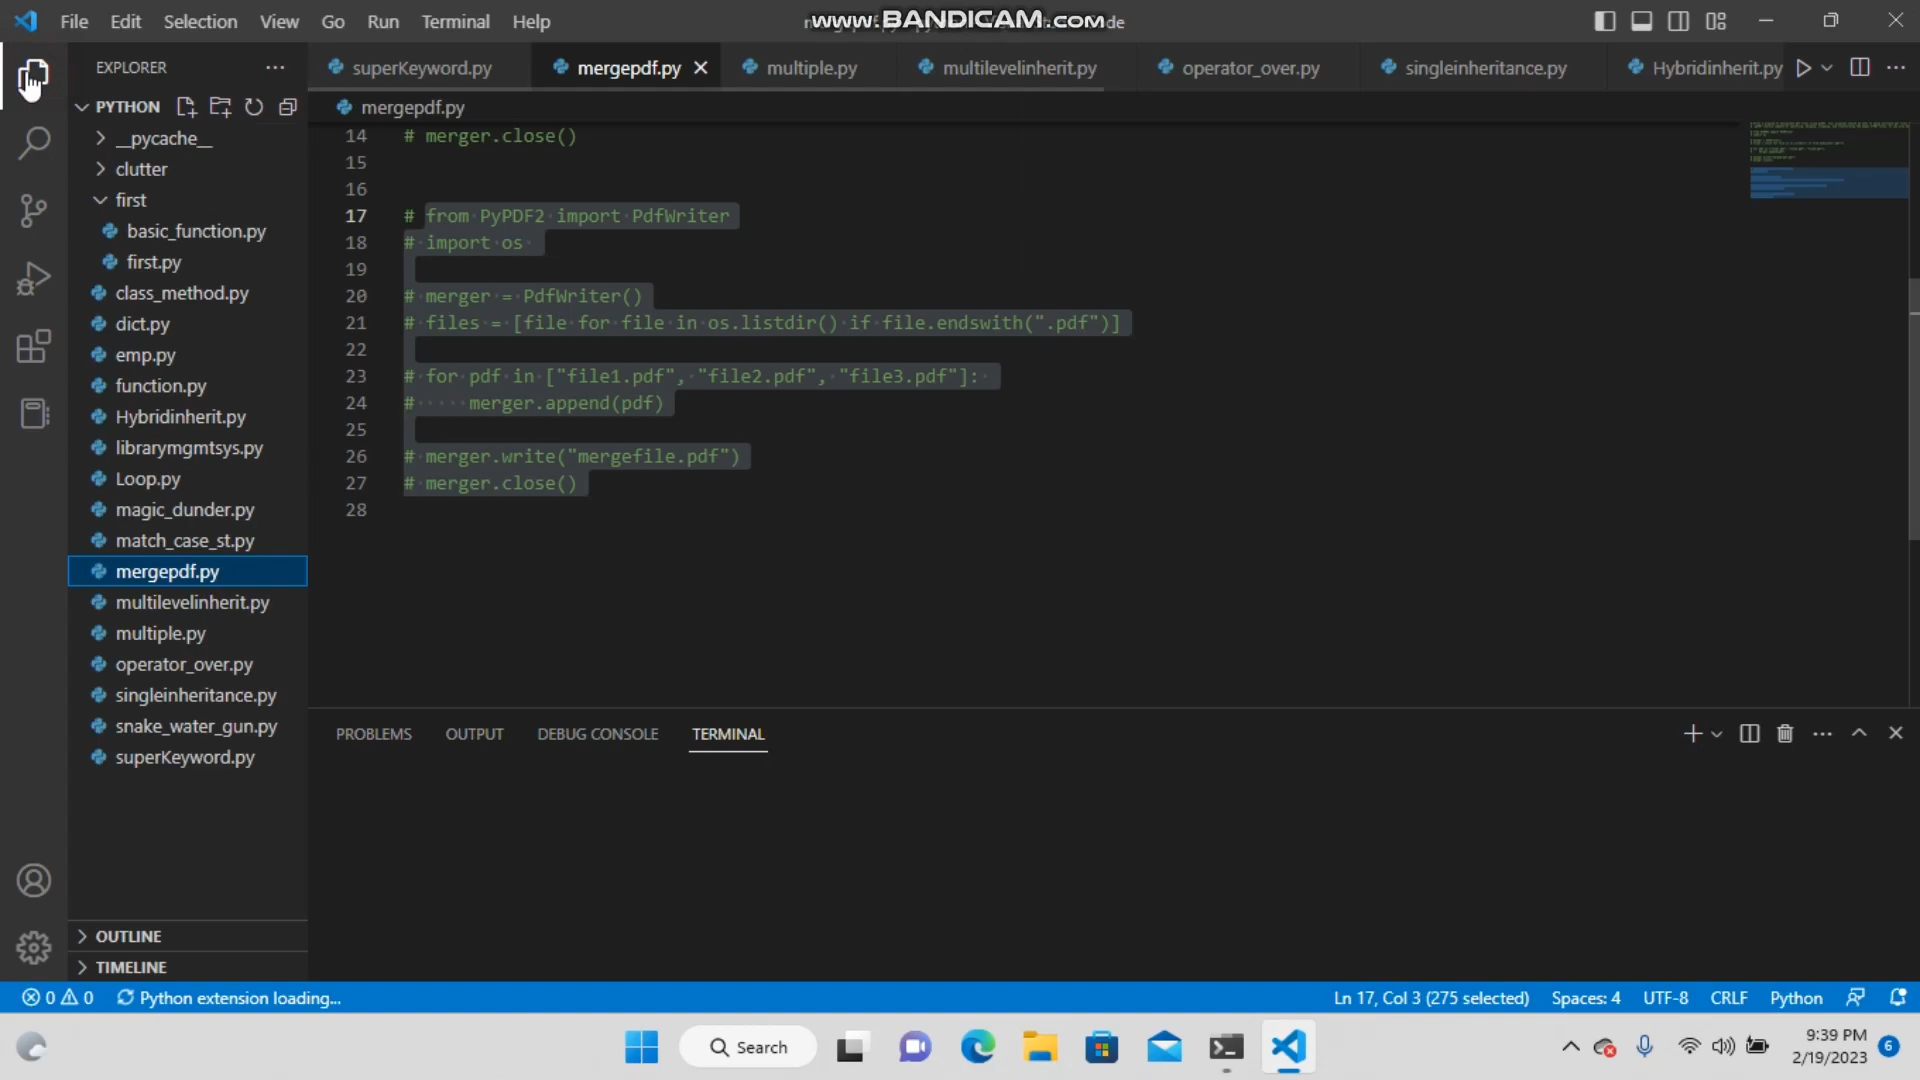 File Edit Selection View Go Run Terminal Help
www.BANDICAM.com
EXPLORER
superKeyword.py mergepdf.py multiple.py multilevelinherit.py operator_over.py singleinheritance.py Hybridinherit.py
PYTHON
mergepdf.py
__pycache__
clutter
first
basic_function.py
first.py
class_method.py
dict.py
emp.py
function.py
Hybridinherit.py
librarymgmtsys.py
Loop.py
magic_dunder.py
match_case_st.py
mergepdf.py
multilevelinherit.py
multiple.py
operator_over.py
singleinheritance.py
snake_water_gun.py
superKeyword.py
OUTLINE
TIMELINE
14 # merger.close()
15
16
17 # from PyPDF2 import PdfWriter
18 # import os
19
20 # merger = PdfWriter()
21 # files = [file for file in os.listdir() if file.endswith(".pdf")]
22
23 # for pdf in ["file1.pdf", "file2.pdf", "file3.pdf"]:
24 #     merger.append(pdf)
25
26 # merger.write("mergefile.pdf")
27 # merger.close()
28
PROBLEMS OUTPUT DEBUG CONSOLE TERMINAL
0 0 Python extension loading...
Ln 17, Col 3 (275 selected) Spaces: 4 UTF-8 CRLF Python
Search
9:39 PM
2/19/2023
6